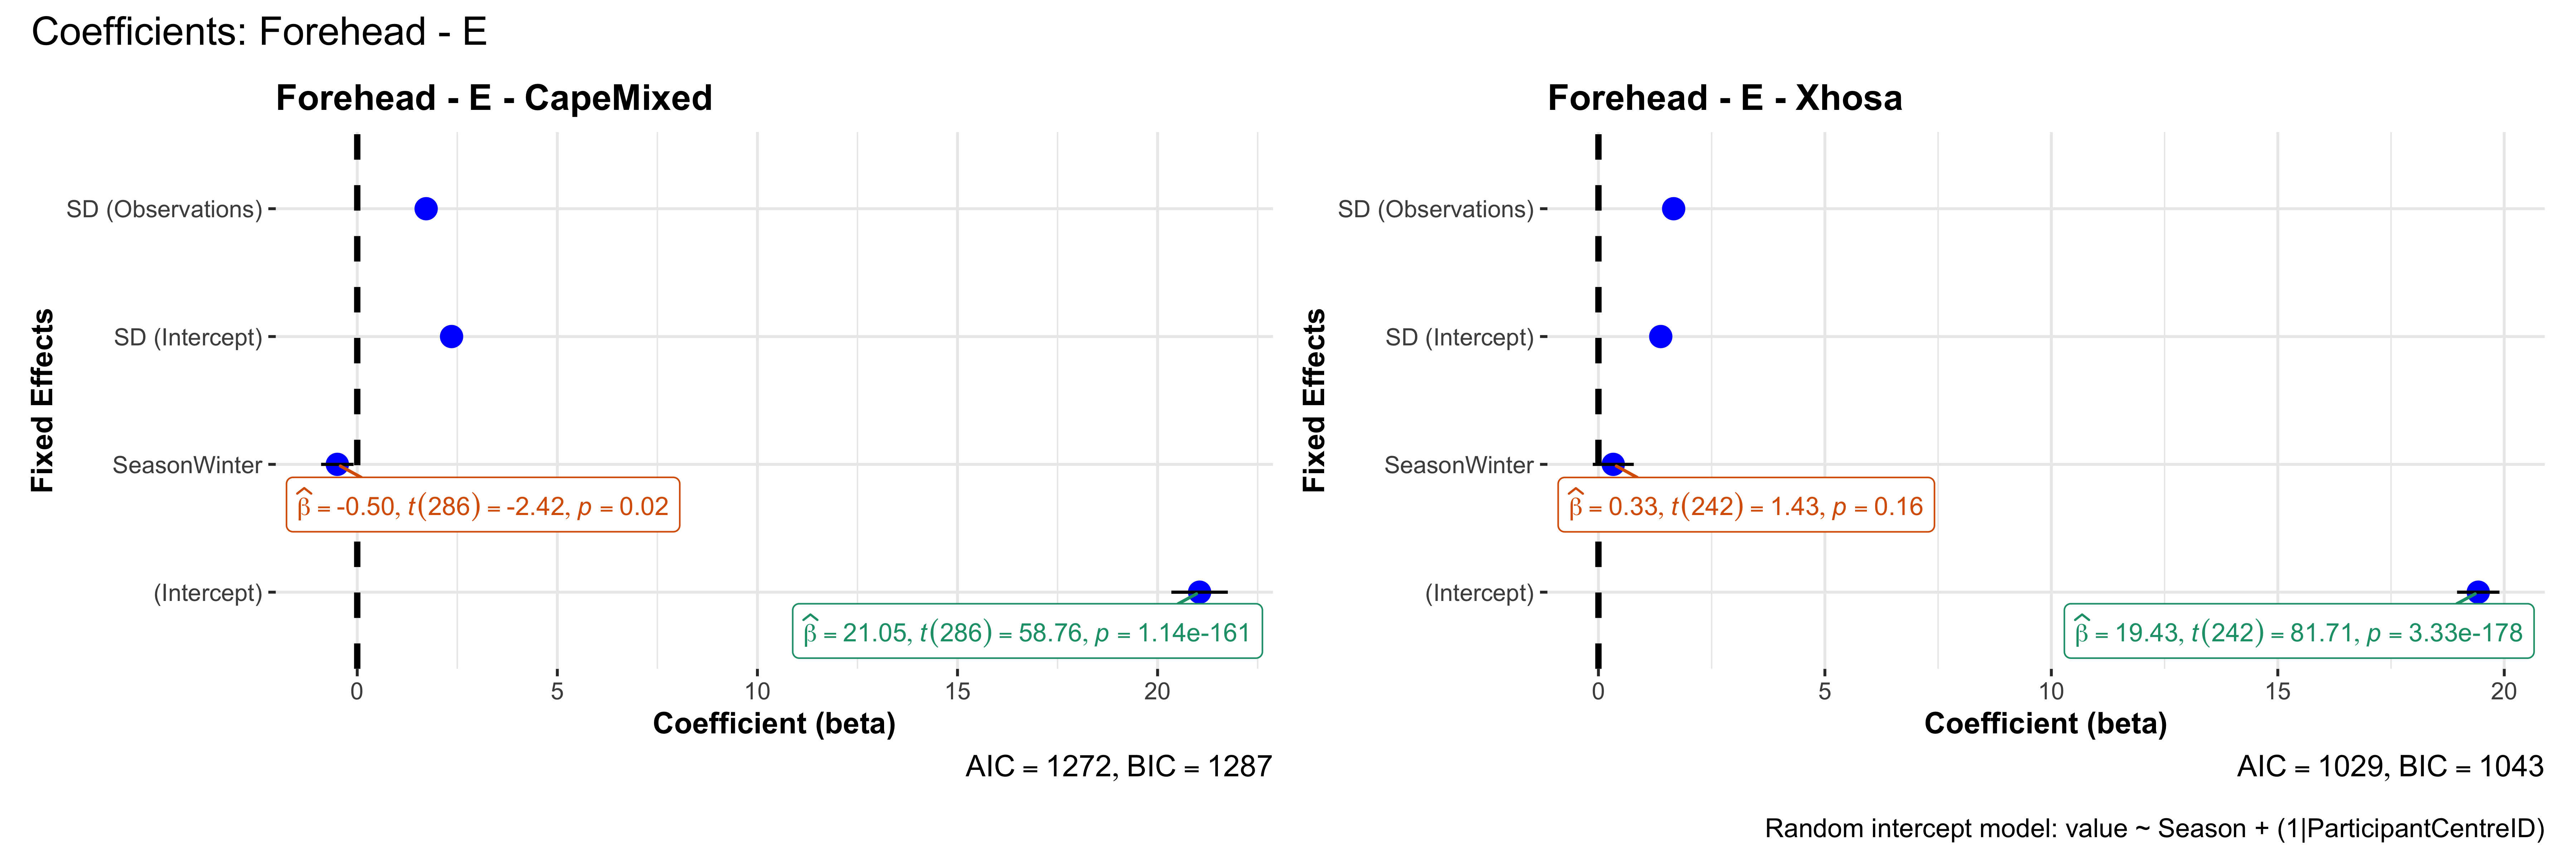 Coefficients: Forehead - E
Forehead - E - CapeMixed
Fixed Effects
SD (Observations)
SD (Intercept)
SeasonWinter
(Intercept)
β̂ = -0.50, t(286) = -2.42, p = 0.02
β̂ = 21.05, t(286) = 58.76, p = 1.14e-161
0 5 10 15 20
Coefficient (beta)
AIC = 1272, BIC = 1287
Forehead - E - Xhosa
Fixed Effects
SD (Observations)
SD (Intercept)
SeasonWinter
(Intercept)
β̂ = 0.33, t(242) = 1.43, p = 0.16
β̂ = 19.43, t(242) = 81.71, p = 3.33e-178
0 5 10 15 20
Coefficient (beta)
AIC = 1029, BIC = 1043
Random intercept model: value ~ Season + (1|ParticipantCentreID)